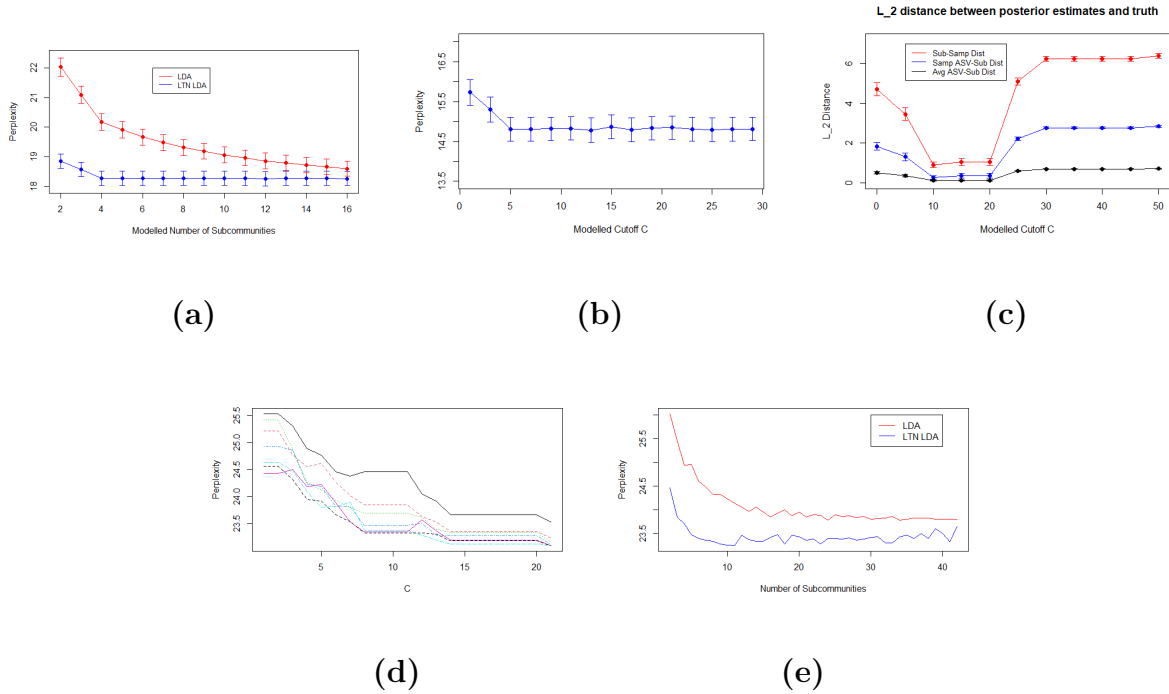 L_2 distance between posterior estimates and truth
Perplexity
22
21
20
19
18
LDA
LTN LDA
2
4
6
8
10
12
14
16
Modelled Number of Subcommunities
(a)
Perplexity
16.5
15.5
14.5
13.5
0
5
10
15
20
25
30
Modelled Cutoff C
(b)
L_2 Distance
6
4
2
0
Sub-Samp Dist
Samp ASV-Sub Dist
Avg ASV-Sub Dist
0
10
20
30
40
50
Modelled Cutoff C
(c)
Perplexity
25.5
25.0
24.5
24.0
23.5
5
10
15
20
C
(d)
Perplexity
25.5
24.5
23.5
LDA
LTN LDA
10
20
30
40
Number of Subcommunities
(e)